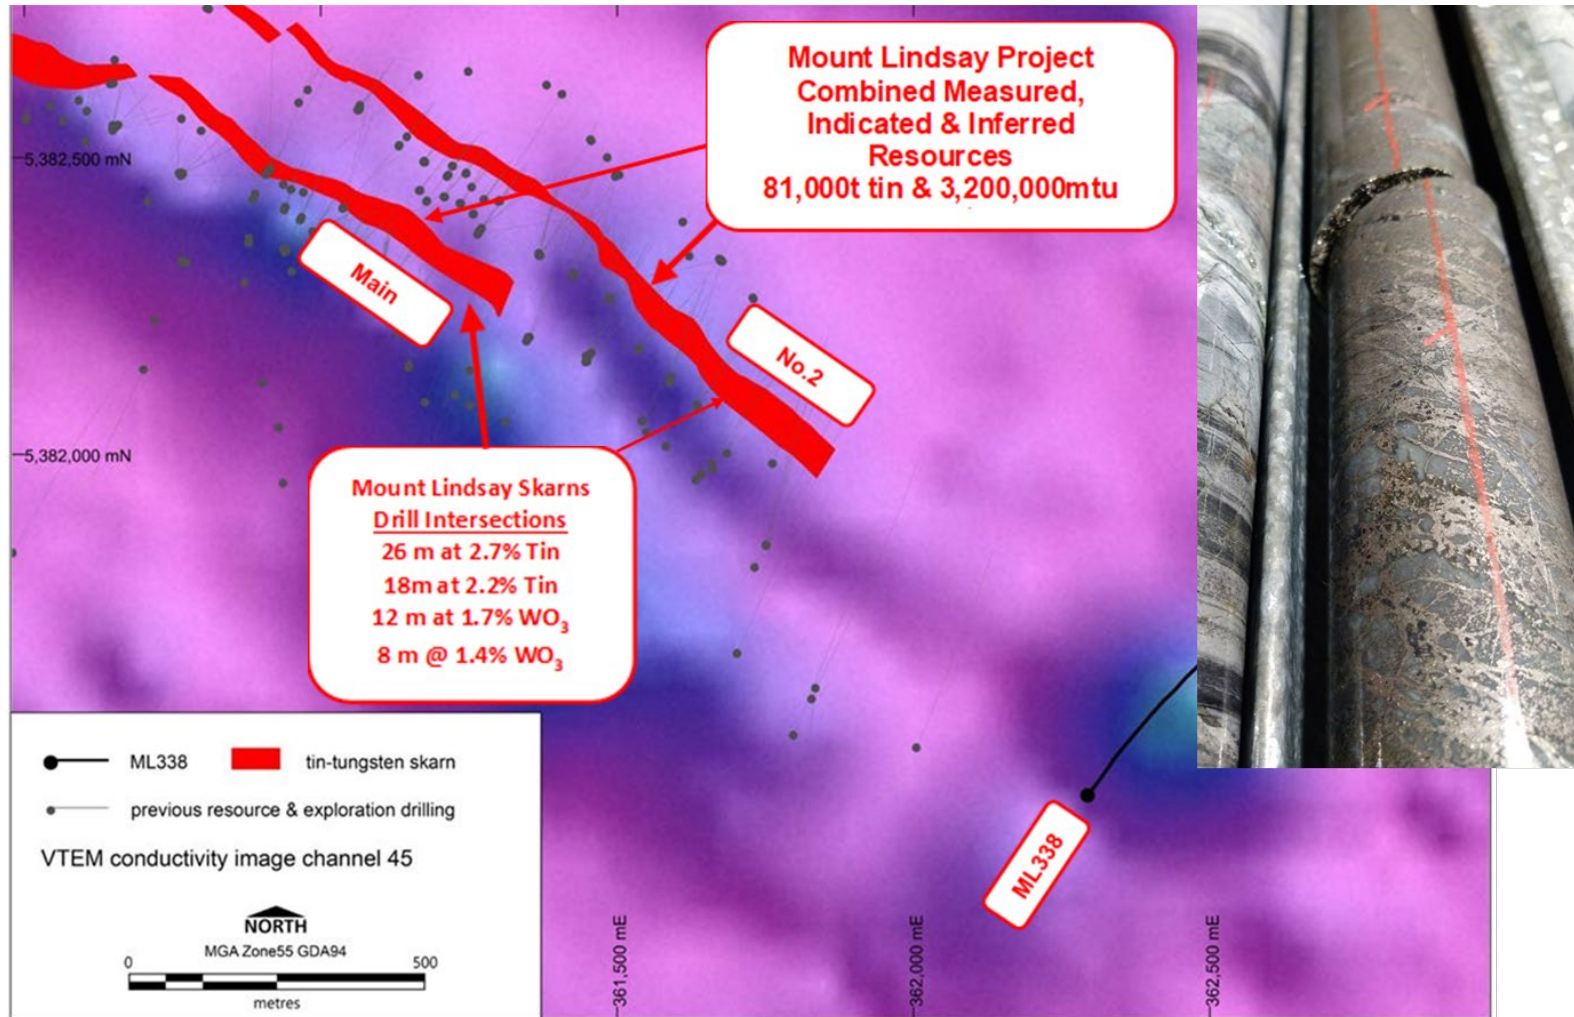 Mount Lindsay Project
Combined Measured,
Indicated & Inferred
Resources
81,000t tin & 3,200,000mtu
5,382,500 mN
Main
No.2
5,382,000 mN
Mount Lindsay Skarns
Drill Intersections
26 m at 2.7% Tin
18m at 2.2% Tin
12 m at 1.7% WO3
8 m @ 1.4% WO3
ML338
ML338
tin-tungsten skarn
previous resource & exploration drilling
VTEM conductivity image channel 45
NORTH
MGA Zone55 GDA94
0 500
metres
361,500 mE
362,000 mE
362,500 mE